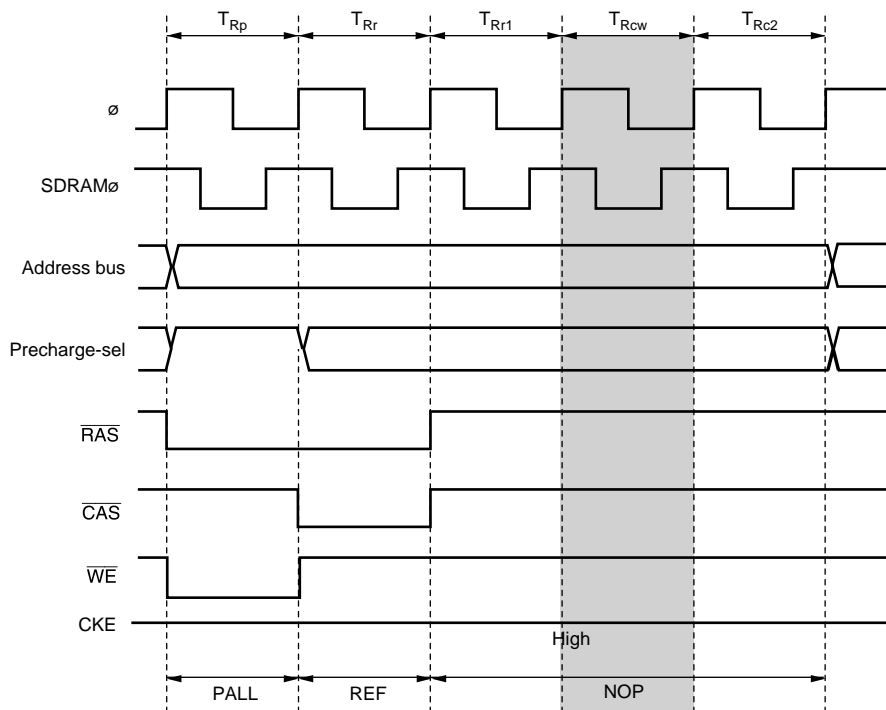 TRp TRr TRr1 TRcw TRc2
ø
SDRAMø
Address bus
Precharge-sel
RAS
CAS
WE
CKE
High
PALL REF NOP